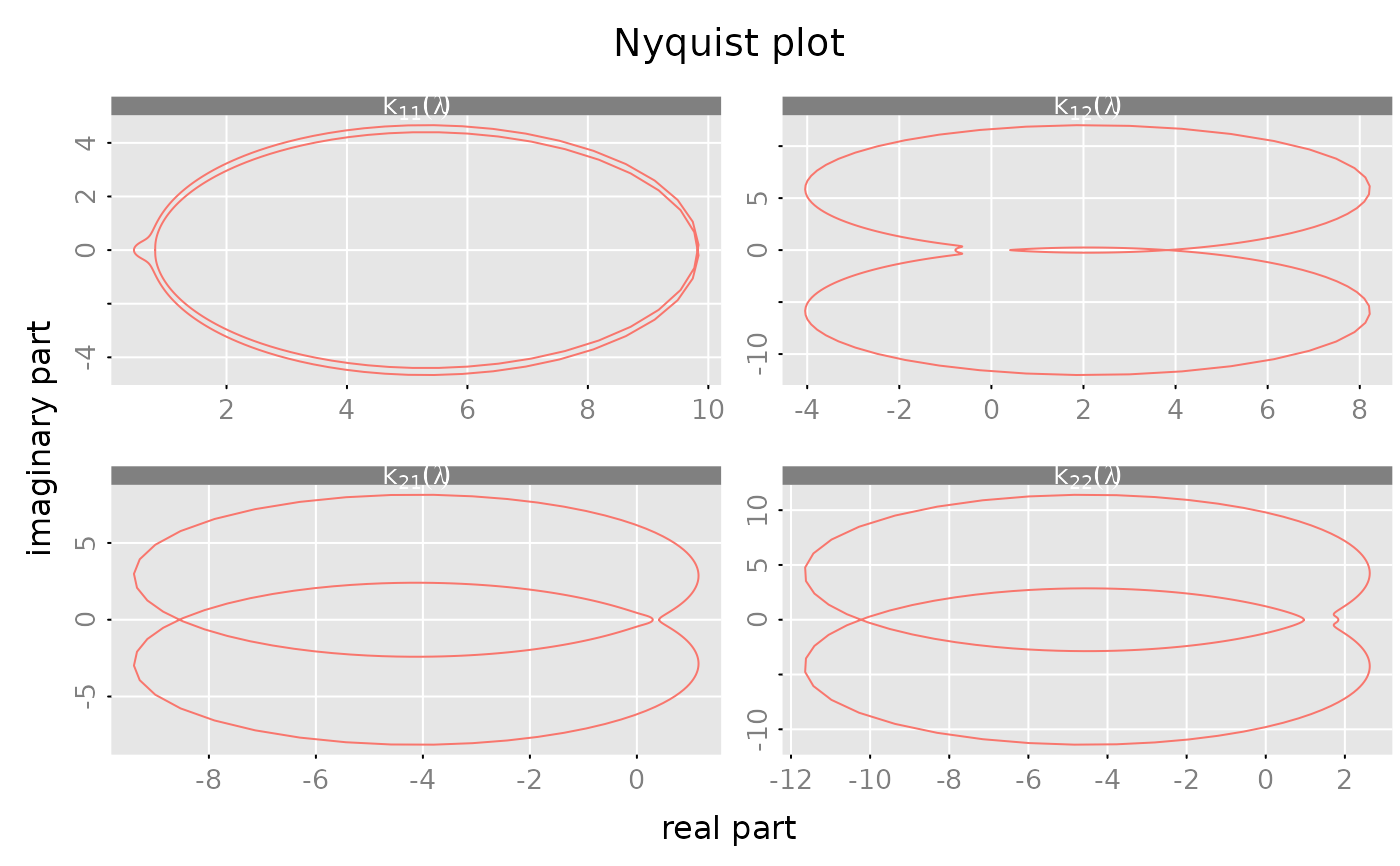 Nyquist plot
k₁₁(λ) k₁₂(λ)
4
2
0
-4
2 4 6 8 10
5
0
-10
-4 -2 0 2 4 6 8
imaginary part
k₂₁(λ) k₂₂(λ)
5
0
-5
-8 -6 -4 -2 0
10
5
0
-10
-12 -10 -8 -6 -4 -2 0 2
real part